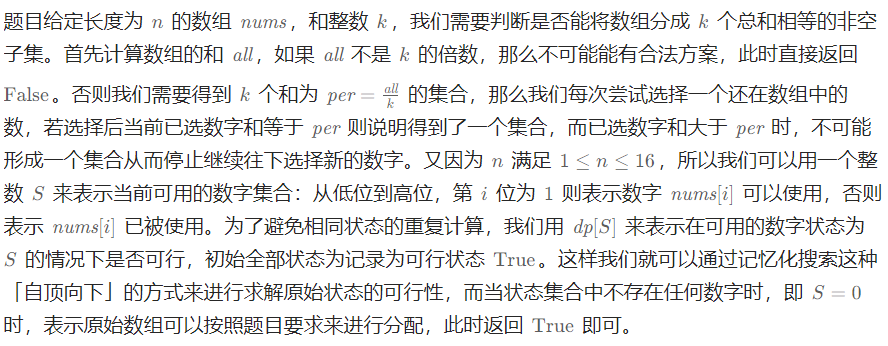 题目给定长度为 n 的数组 nums，和整数 k，我们需要判断是否能将数组分成 k 个总和相等的非空
子集。首先计算数组的和 all，如果 all 不是 k 的倍数，那么不可能能有合法方案，此时直接返回
False。否则我们需要得到 k 个和为 per = all/k 的集合，那么我们每次尝试选择一个还在数组中的
数，若选择后当前已选数字和等于 per 则说明得到了一个集合，而已选数字和大于 per 时，不可能
形成一个集合从而停止继续往下选择新的数字。又因为 n 满足 1 ≤ n ≤ 16，所以我们可以用一个整
数 S 来表示当前可用的数字集合：从低位到高位，第 i 位为 1 则表示数字 nums[i] 可以使用，否则
表示 nums[i] 已被使用。为了避免相同状态的重复计算，我们用 dp[S] 来表示在可用的数字状态为
S 的情况下是否可行，初始全部状态为记录为可行状态 True。这样我们就可以通过记忆化搜索这种
「自顶向下」的方式来进行求解原始状态的可行性，而当状态集合中不存在任何数字时，即 S = 0
时，表示原始数组可以按照题目要求来进行分配，此时返回 True 即可。